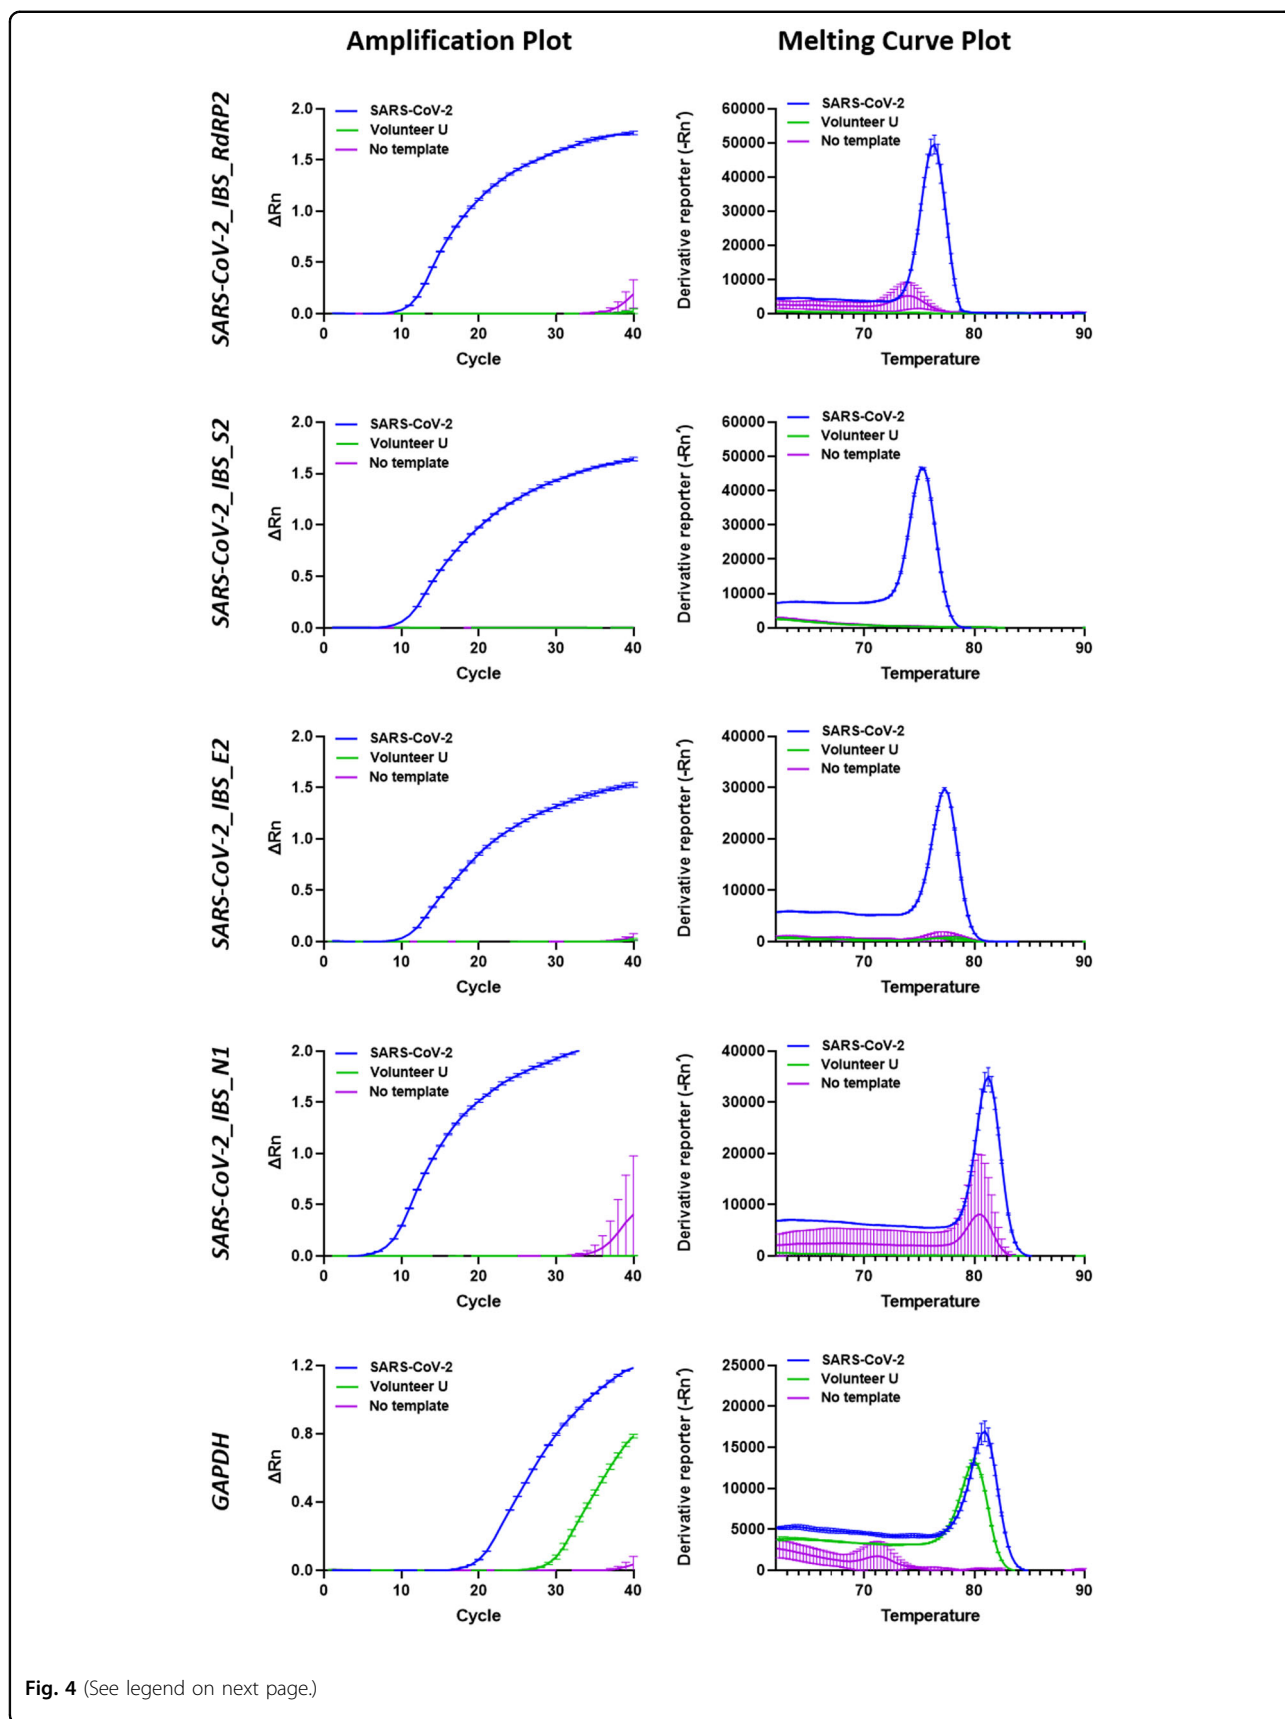 Amplification Plot
Melting Curve Plot
SARS-CoV-2_IBS_RdRP2
2.0
1.5
1.0
0.5
0.0
ΔRn
SARS-CoV-2
Volunteer U
No template
0 10 20 30 40
Cycle
60000
50000
40000
30000
20000
10000
0
Derivative reporter (-Rn')
SARS-CoV-2
Volunteer U
No template
70 80 90
Temperature
SARS-CoV-2_IBS_S2
2.0
1.5
1.0
0.5
0.0
ΔRn
SARS-CoV-2
Volunteer U
No template
0 10 20 30 40
Cycle
60000
50000
40000
30000
20000
10000
0
Derivative reporter (-Rn')
SARS-CoV-2
Volunteer U
No template
70 80 90
Temperature
SARS-CoV-2_IBS_E2
2.0
1.5
1.0
0.5
0.0
ΔRn
SARS-CoV-2
Volunteer U
No template
0 10 20 30 40
Cycle
40000
30000
20000
10000
0
Derivative reporter (-Rn')
SARS-CoV-2
Volunteer U
No template
70 80 90
Temperature
SARS-CoV-2_IBS_N1
2.0
1.5
1.0
0.5
0.0
ΔRn
SARS-CoV-2
Volunteer U
No template
0 10 20 30 40
Cycle
40000
30000
20000
10000
0
Derivative reporter (-Rn')
SARS-CoV-2
Volunteer U
No template
70 80 90
Temperature
GAPDH
1.2
0.8
0.4
0.0
ΔRn
SARS-CoV-2
Volunteer U
No template
0 10 20 30 40
Cycle
25000
20000
15000
10000
5000
0
Derivative reporter (-Rn')
SARS-CoV-2
Volunteer U
No template
70 80 90
Temperature
Fig. 4 (See legend on next page.)